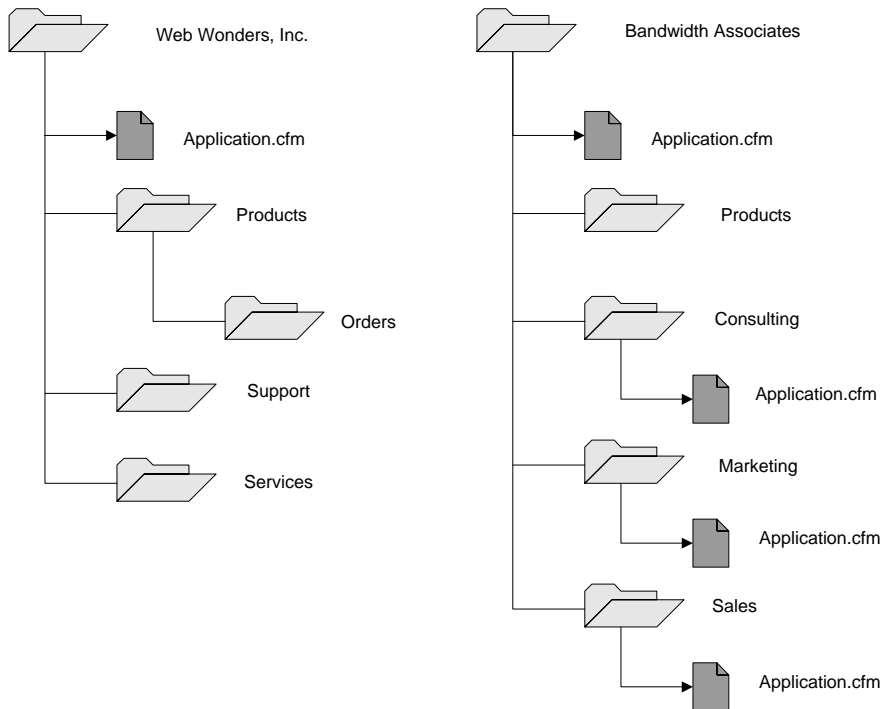 Web Wonders, Inc.
Application.cfm
Products
Orders
Support
Services
Bandwidth Associates
Application.cfm
Products
Consulting
Application.cfm
Marketing
Application.cfm
Sales
Application.cfm